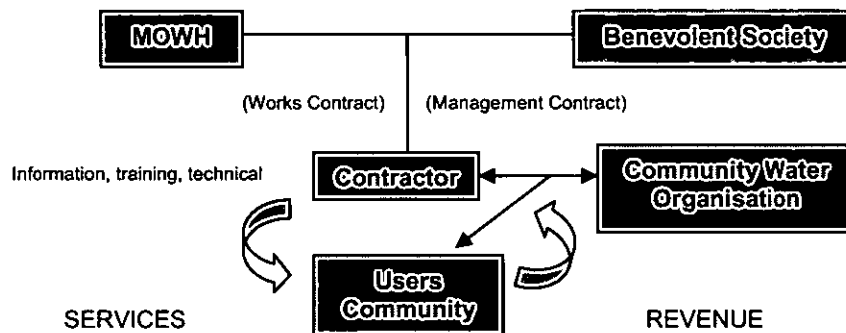 MOWH
Benevolent Society
(Works Contract)
(Management Contract)
Information, training, technical
Contractor
Community Water
Organisation
Users
Community
SERVICES
REVENUE